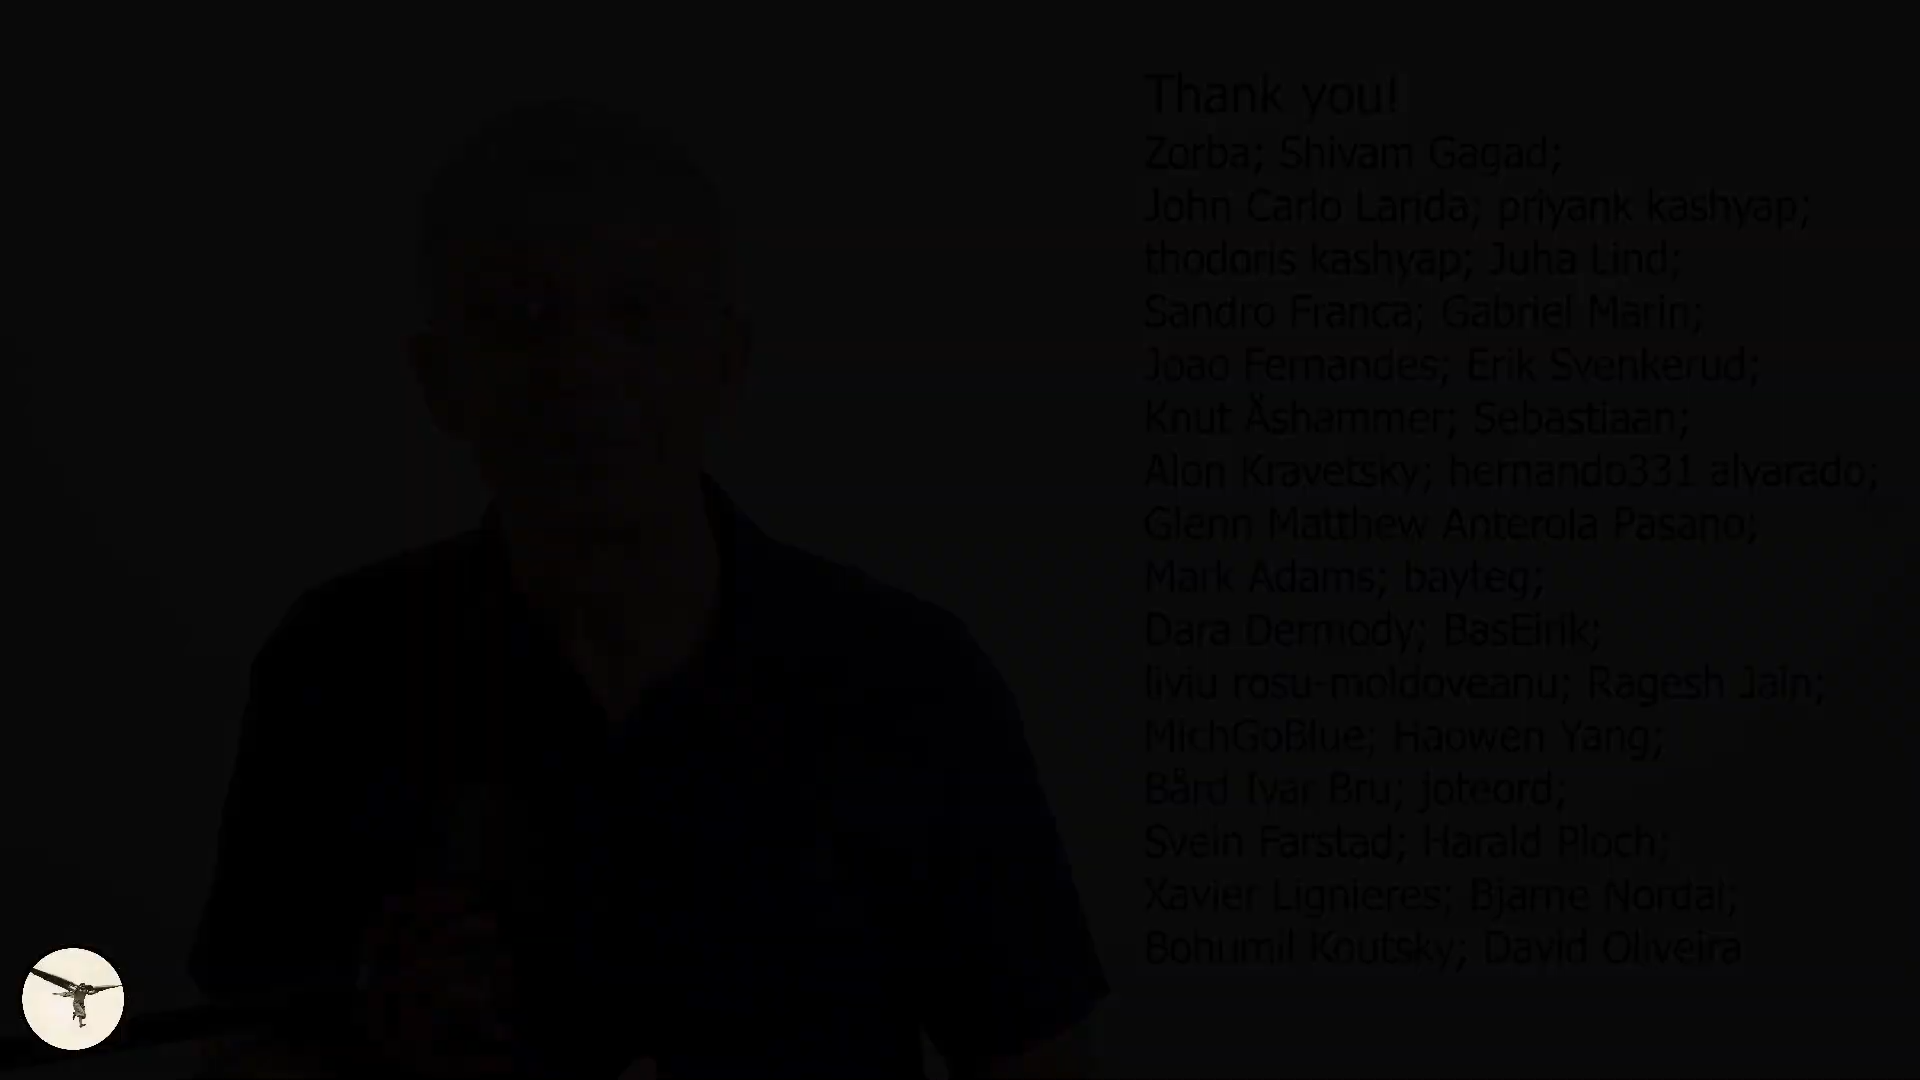 Thank you!
Zorba; Shivam Gagad;
John Carlo Landa; priyank kashyap;
thodoris kashyap; Juha Lind;
Sandro Franca; Gabriel Marin;
Joao Fernandes; Erik Svenkerud;
Knut Åshammer; Sebastiaan;
Alon Kravetsky; hernando331 alvarado;
Glenn Matthew Anterola Pasano;
Mark Adams; bayteg;
Dara Dermody; BasEirik;
liviu rosu-moldoveanu; Ragesh Jain;
MichGoBlue; Haowen Yang;
Bård Ivar Bru; joteord;
Svein Farstad; Harald Ploch;
Xavier Lignieres; Bjarne Nordal;
Bohumil Koutsky; David Oliveira